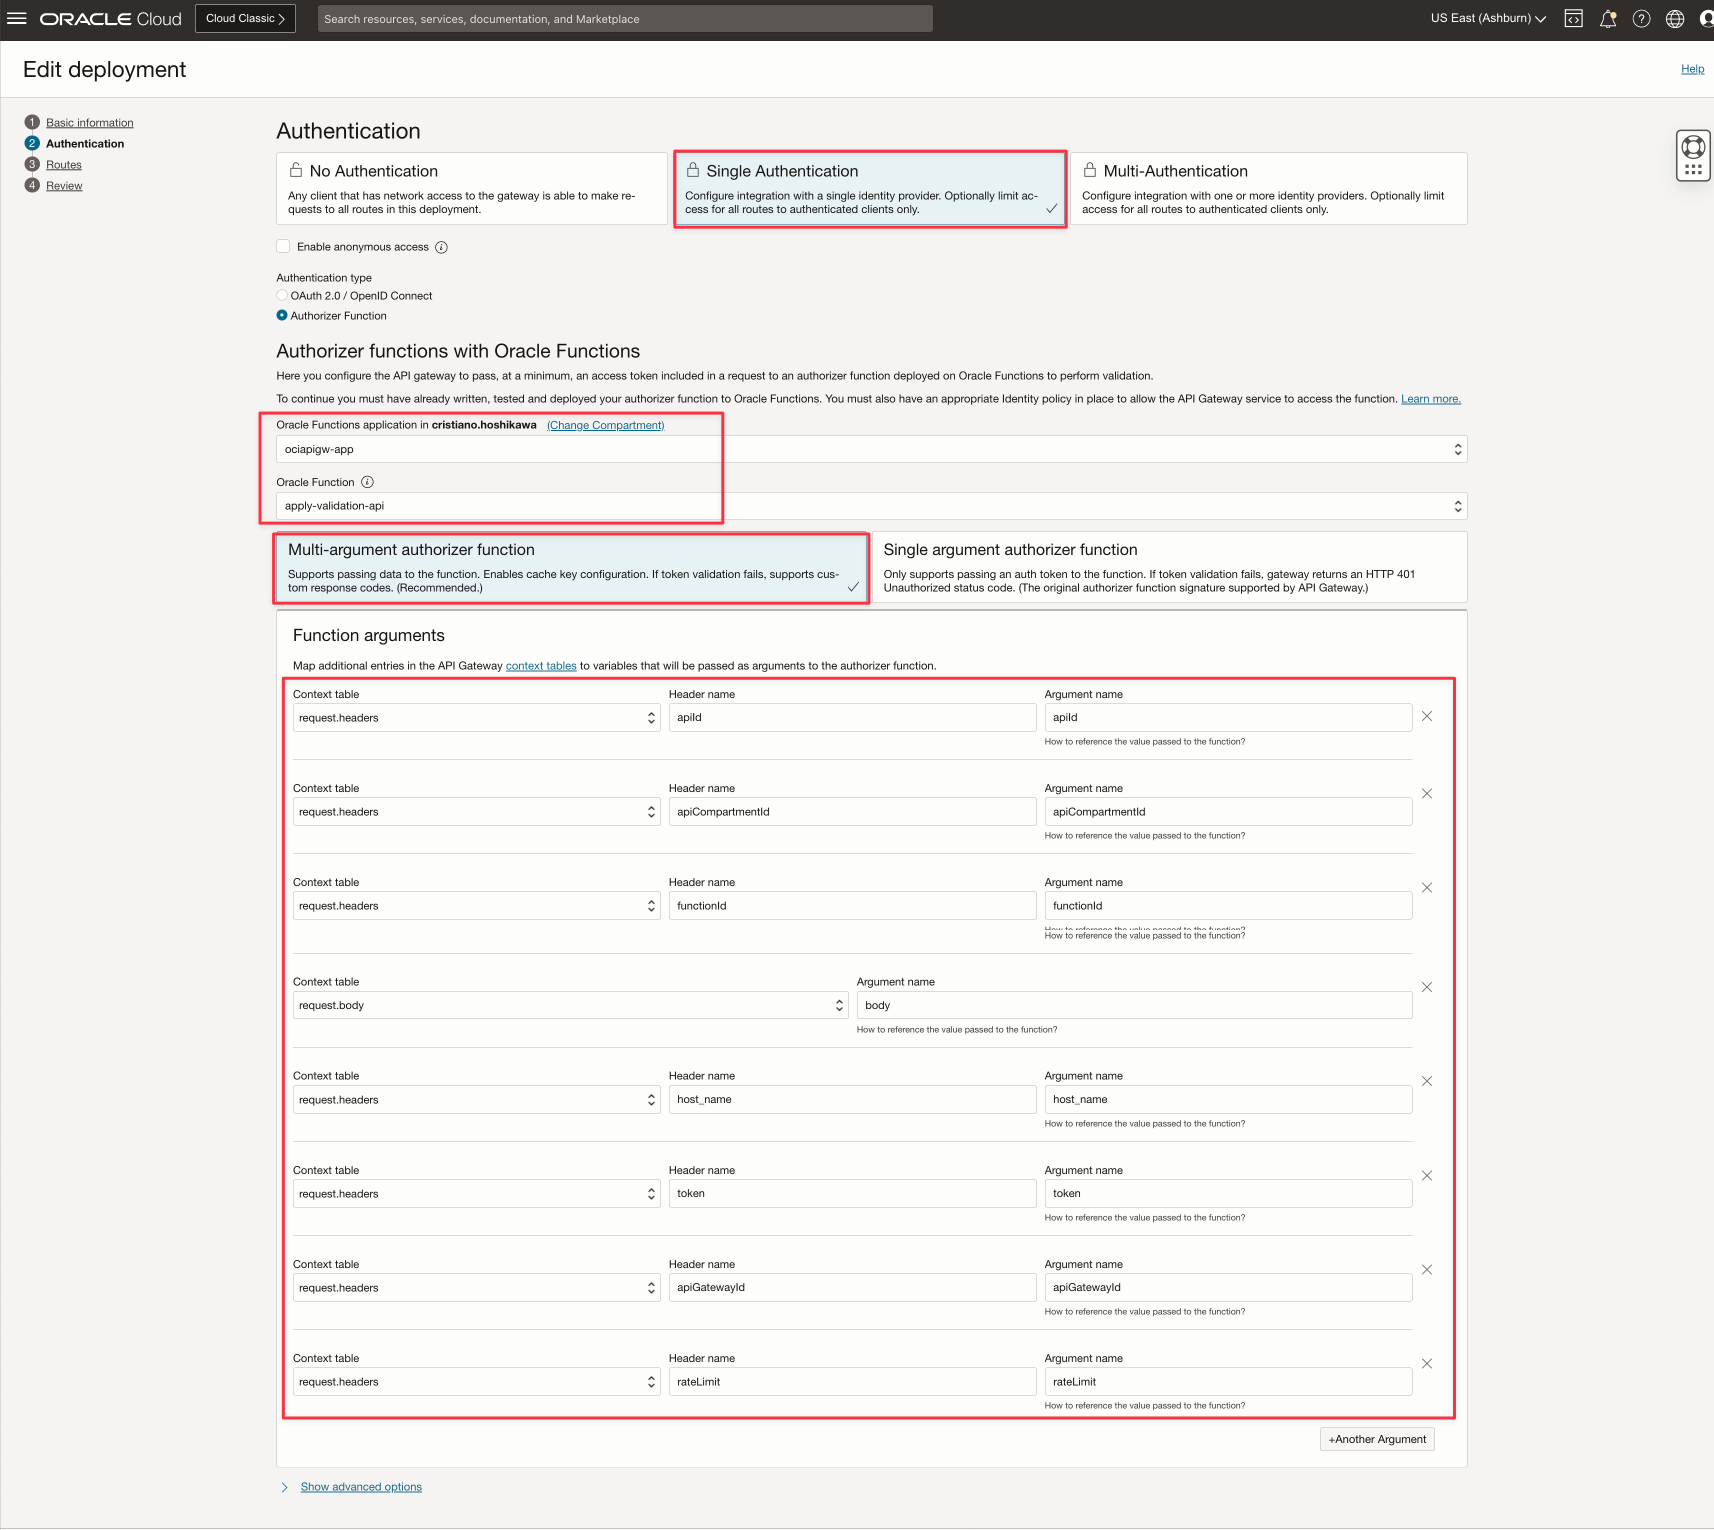 ORACLE Cloud
Cloud Classic
Search resources, services, documentation, and Marketplace
US East (Ashburn)
Edit deployment
Help
1 Basic information
2 Authentication
3 Routes
4 Review
Authentication
No Authentication
Any client that has network access to the gateway is able to make re-
quests to all routes in this deployment.
Single Authentication
Configure integration with a single identity provider. Optionally limit ac-
cess for all routes to authenticated clients only.
Multi-Authentication
Configure integration with one or more identity providers. Optionally limit
access for all routes to authenticated clients only.
Enable anonymous access
Authentication type
OAuth 2.0 / OpenID Connect
Authorizer Function
Authorizer functions with Oracle Functions
Here you configure the API gateway to pass, at a minimum, an access token included in a request to an authorizer function deployed on Oracle Functions to perform validation.
To continue you must have already written, tested and deployed your authorizer function to Oracle Functions. You must also have an appropriate Identity policy in place to allow the API Gateway service to access the function. Learn more.
Oracle Functions application in cristiano.hoshikawa (Change Compartment)
ociapigw-app
Oracle Function
apply-validation-api
Multi-argument authorizer function
Supports passing data to the function. Enables cache key configuration. If token validation fails, supports cus-
tom response codes. (Recommended.)
Single argument authorizer function
Only supports passing an auth token to the function. If token validation fails, gateway returns an HTTP 401
Unauthorized status code. (The original authorizer function signature supported by API Gateway.)
Function arguments
Map additional entries in the API Gateway context tables to variables that will be passed as arguments to the authorizer function.
Context table Header name Argument name
request.headers apiId apiId
How to reference the value passed to the function?
Context table Header name Argument name
request.headers apiCompartmentId apiCompartmentId
How to reference the value passed to the function?
Context table Header name Argument name
request.headers functionId functionId
How to reference the value passed to the function?
How to reference the value passed to the function?
Context table Argument name
request.body body
How to reference the value passed to the function?
Context table Header name Argument name
request.headers host_name host_name
How to reference the value passed to the function?
Context table Header name Argument name
request.headers token token
How to reference the value passed to the function?
Context table Header name Argument name
request.headers apiGatewayId apiGatewayId
How to reference the value passed to the function?
Context table Header name Argument name
request.headers rateLimit rateLimit
How to reference the value passed to the function?
+Another Argument
Show advanced options